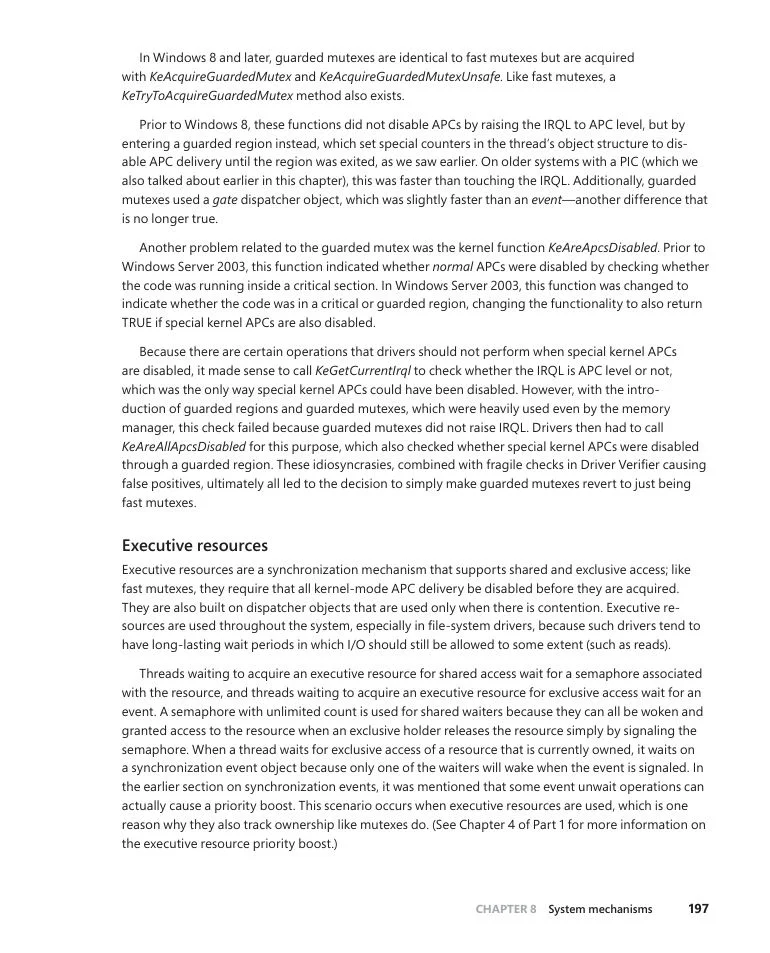 In Windows 8 and later, guarded mutexes are identical to fast mutexes but are acquired
with KeAcquireGuardedMutex and KeAcquireGuardedMutexUnsafe. Like fast mutexes, a
KeTryToAcquireGuardedMutex method also exists.
Prior to Windows 8, these functions did not disable APCs by raising the IRQL to APC level, but by
entering a guarded region instead, which set special counters in the thread’s object structure to dis-
able APC delivery until the region was exited, as we saw earlier. On older systems with a PIC (which we
also talked about earlier in this chapter), this was faster than touching the IRQL. Additionally, guarded
mutexes used a gate dispatcher object, which was slightly faster than an event—another difference that
is no longer true.
Another problem related to the guarded mutex was the kernel function KeAreApcsDisabled. Prior to
Windows Server 2003, this function indicated whether normal APCs were disabled by checking whether
the code was running inside a critical section. In Windows Server 2003, this function was changed to
indicate whether the code was in a critical or guarded region, changing the functionality to also return
TRUE if special kernel APCs are also disabled.
Because there are certain operations that drivers should not perform when special kernel APCs
are disabled, it made sense to call KeGetCurrentIrql to check whether the IRQL is APC level or not,
which was the only way special kernel APCs could have been disabled. However, with the intro-
duction of guarded regions and guarded mutexes, which were heavily used even by the memory
manager, this check failed because guarded mutexes did not raise IRQL. Drivers then had to call
KeAreAllApcsDisabled for this purpose, which also checked whether special kernel APCs were disabled
through a guarded region. These idiosyncrasies, combined with fragile checks in Driver Verifier causing
false positives, ultimately all led to the decision to simply make guarded mutexes revert to just being
fast mutexes.
Executive resources
Executive resources are a synchronization mechanism that supports shared and exclusive access; like
fast mutexes, they require that all kernel-mode APC delivery be disabled before they are acquired.
They are also built on dispatcher objects that are used only when there is contention. Executive re-
sources are used throughout the system, especially in file-system drivers, because such drivers tend to
have long-lasting wait periods in which I/O should still be allowed to some extent (such as reads).
Threads waiting to acquire an executive resource for shared access wait for a semaphore associated
with the resource, and threads waiting to acquire an executive resource for exclusive access wait for an
event. A semaphore with unlimited count is used for shared waiters because they can all be woken and
granted access to the resource when an exclusive holder releases the resource simply by signaling the
semaphore. When a thread waits for exclusive access of a resource that is currently owned, it waits on
a synchronization event object because only one of the waiters will wake when the event is signaled. In
the earlier section on synchronization events, it was mentioned that some event unwait operations can
actually cause a priority boost. This scenario occurs when executive resources are used, which is one
reason why they also track ownership like mutexes do. (See Chapter 4 of Part 1 for more information on
the executive resource priority boost.)
CHAPTER 8 System mechanisms 197